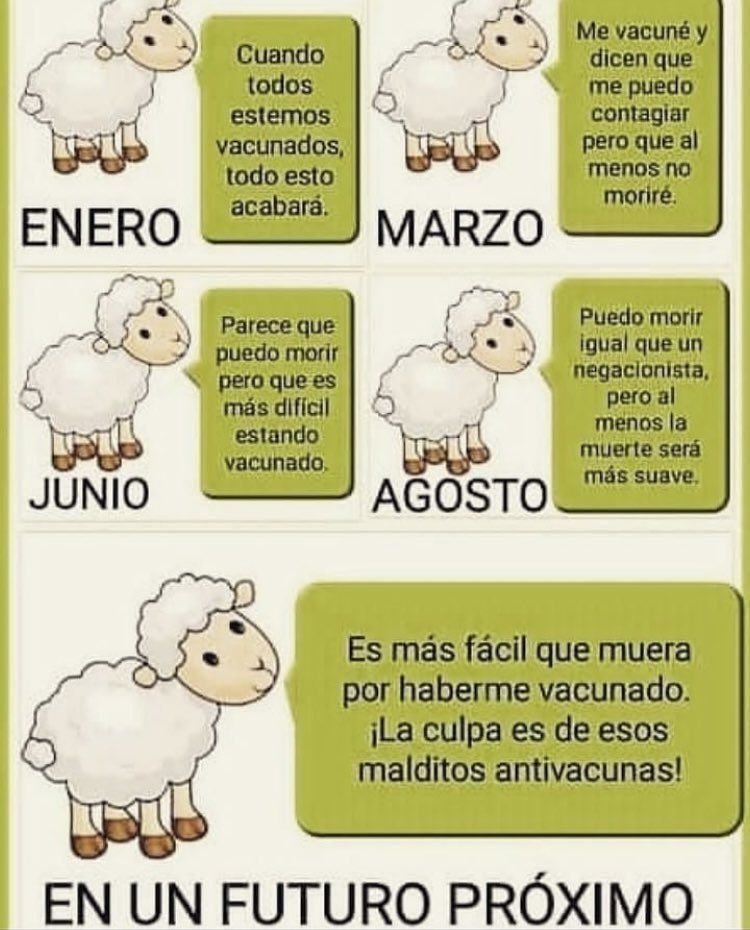 Cuando
todos
estemos
vacunados,
todo esto
acabará.
ENERO
Me vacuné y
dicen que
me puedo
contagiar
pero que al
menos no
moriré.
MARZO
Parece que
puedo morir
pero que es
más difícil
estando
vacunado.
JUNIO
Puedo morir
igual que un
negacionista,
pero al
menos la
muerte será
más suave.
AGOSTO
Es más fácil que muera
por haberme vacunado.
¡La culpa es de esos
malditos antivacunas!
EN UN FUTURO PRÓXIMO